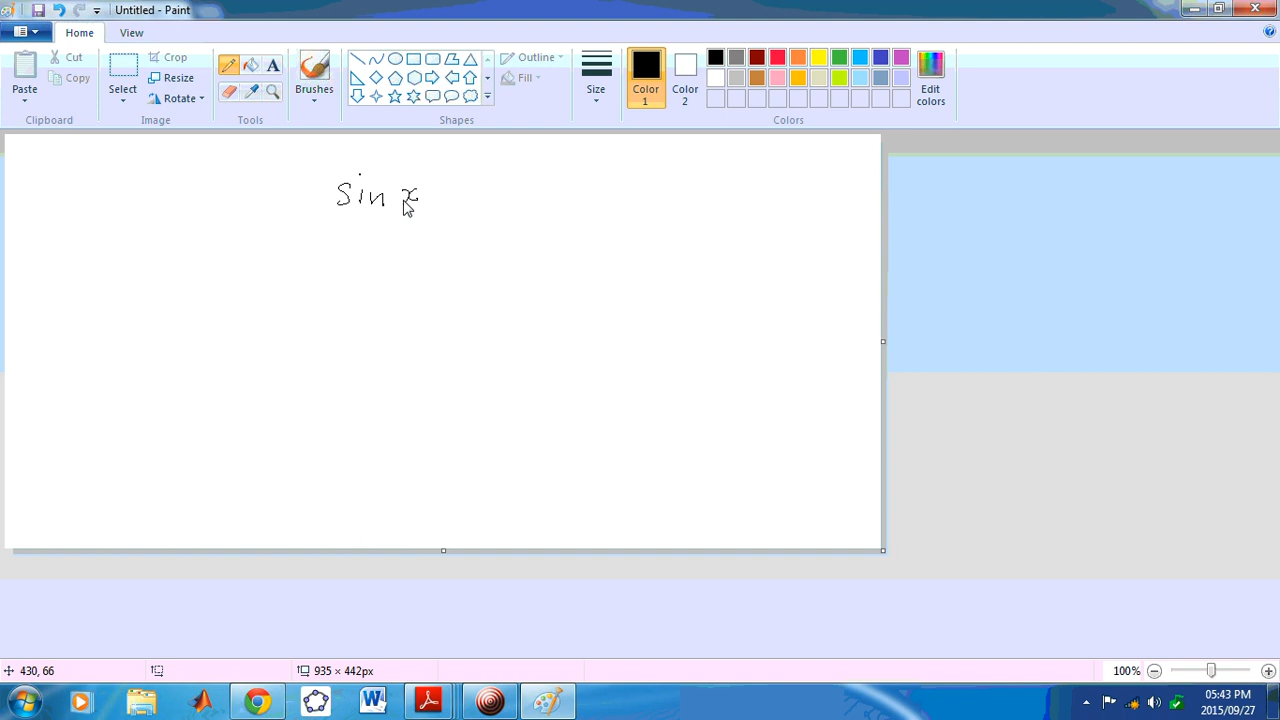 Untitled - Paint
Home View
Paste
Cut
Copy
Clipboard
Select
Crop
Resize
Rotate
Image
Tools
Brushes
Outline
Fill
Shapes
Size
Color 1
Color 2
Edit colors
Colors
sin x
430, 66
935 × 442px
100%
05:43 PM
2015/09/27